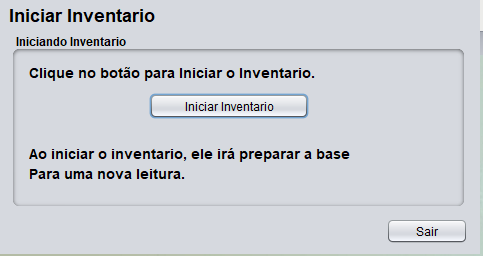 Iniciar Inventario
Iniciando Inventario
Clique no botão para Iniciar o Inventario.
Iniciar Inventario
Ao iniciar o inventario, ele irá preparar a base
Para uma nova leitura.
Sair